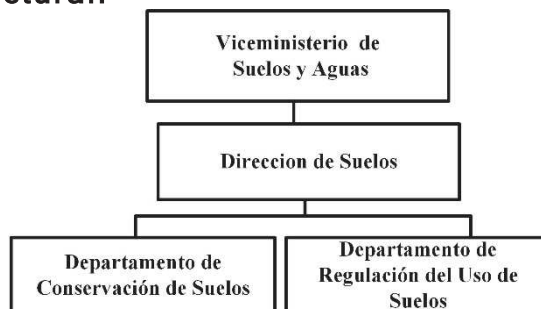 Viceministerio de
Suelos y Aguas
Direccion de Suelos
Departamento de
Conservación de Suelos
Departamento de
Regulación del Uso de
Suelos